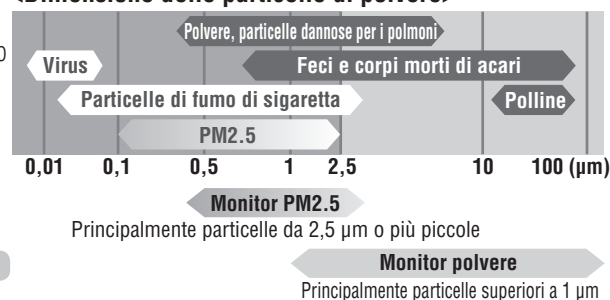 <Dimensione delle particelle di polvere>
Polvere, particelle dannose per i polmoni
Virus
Feci e corpi morti di acari
Particelle di fumo di sigaretta
Polline
PM2.5
0,01 0,1 0,5 1 2,5 10 100 (µm)
Monitor PM2.5
Principalmente particelle da 2,5 µm o più piccole
Monitor polvere
Principalmente particelle superiori a 1 µm